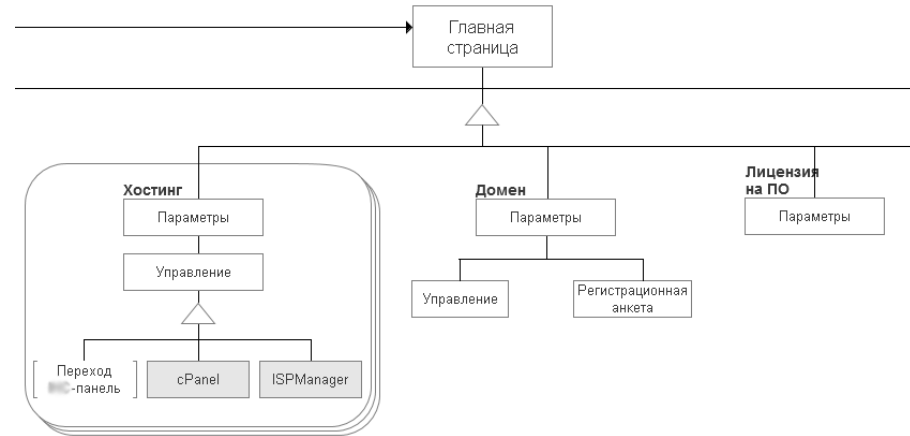 Главная
страница
Хостинг
Параметры
Управление
Переход
-панель
cPanel
ISPManager
Домен
Параметры
Управление
Регистрационная
анкета
Лицензия
на ПО
Параметры